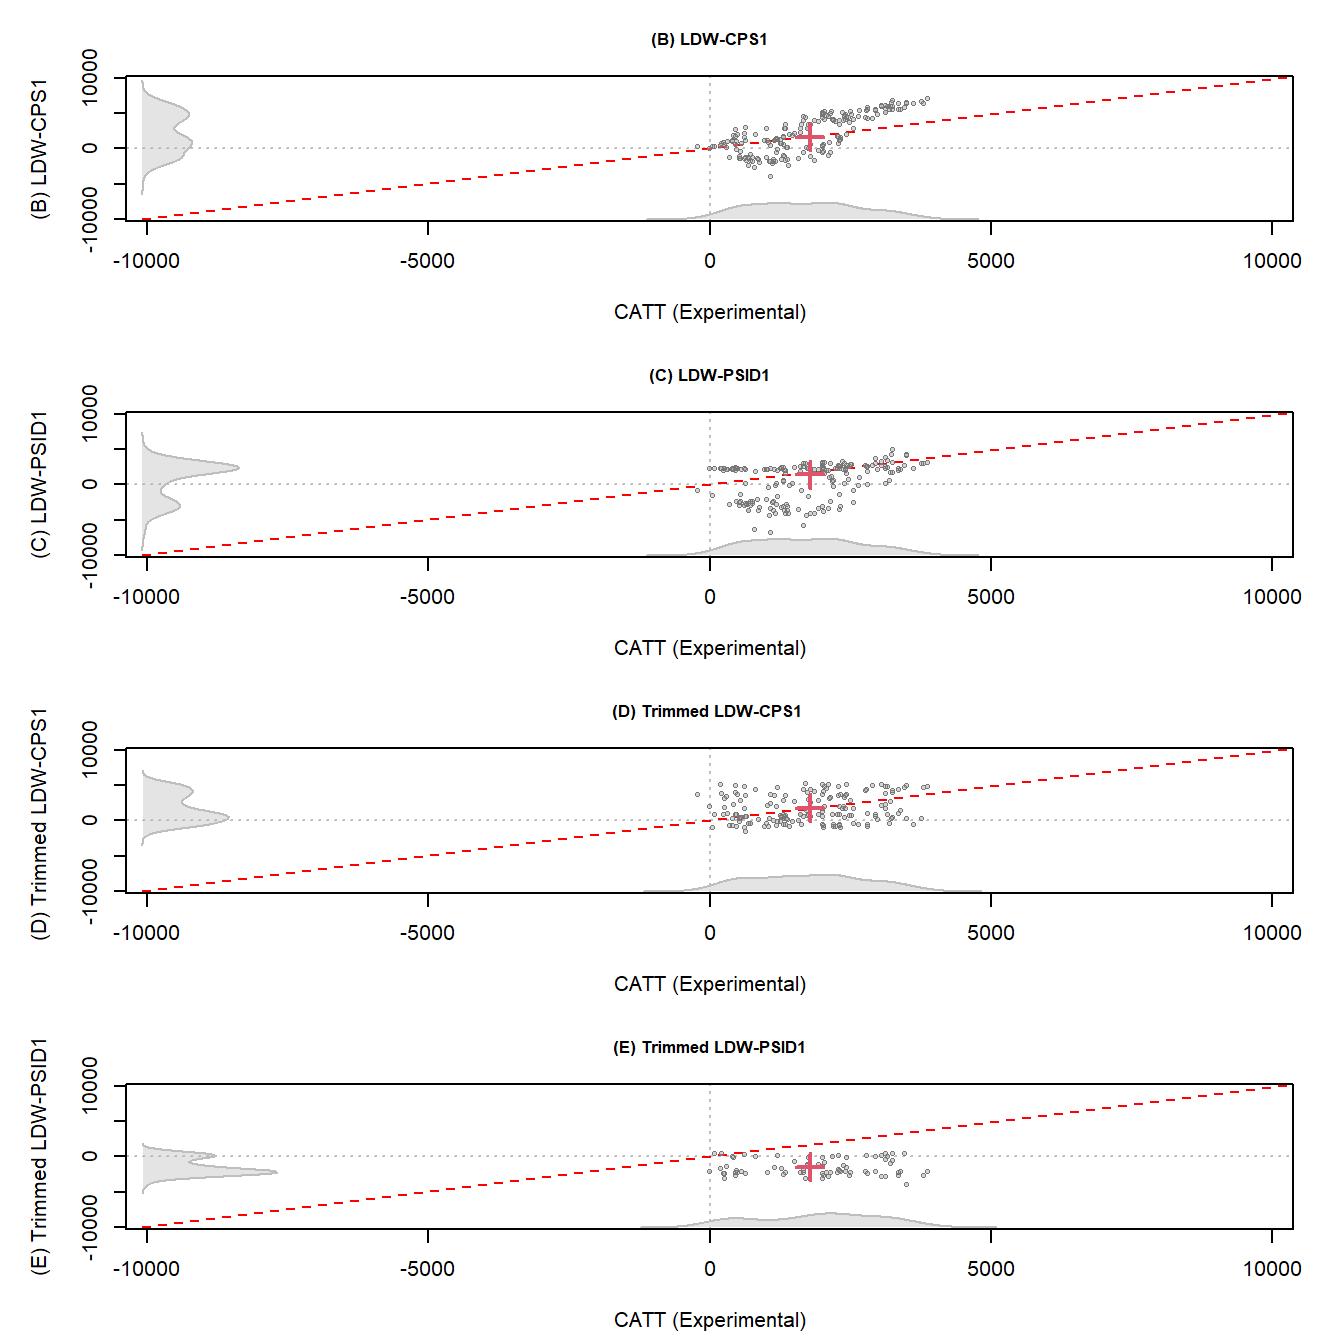 (B) LDW-CPS1
(B) LDW-CPS1
10000
0
-10000
-10000 -5000 0 5000 10000
CATT (Experimental)
(C) LDW-PSID1
(C) LDW-PSID1
10000
0
-10000
-10000 -5000 0 5000 10000
CATT (Experimental)
(D) Trimmed LDW-CPS1
(D) Trimmed LDW-CPS1
10000
0
-10000
-10000 -5000 0 5000 10000
CATT (Experimental)
(E) Trimmed LDW-PSID1
(E) Trimmed LDW-PSID1
10000
0
-10000
-10000 -5000 0 5000 10000
CATT (Experimental)